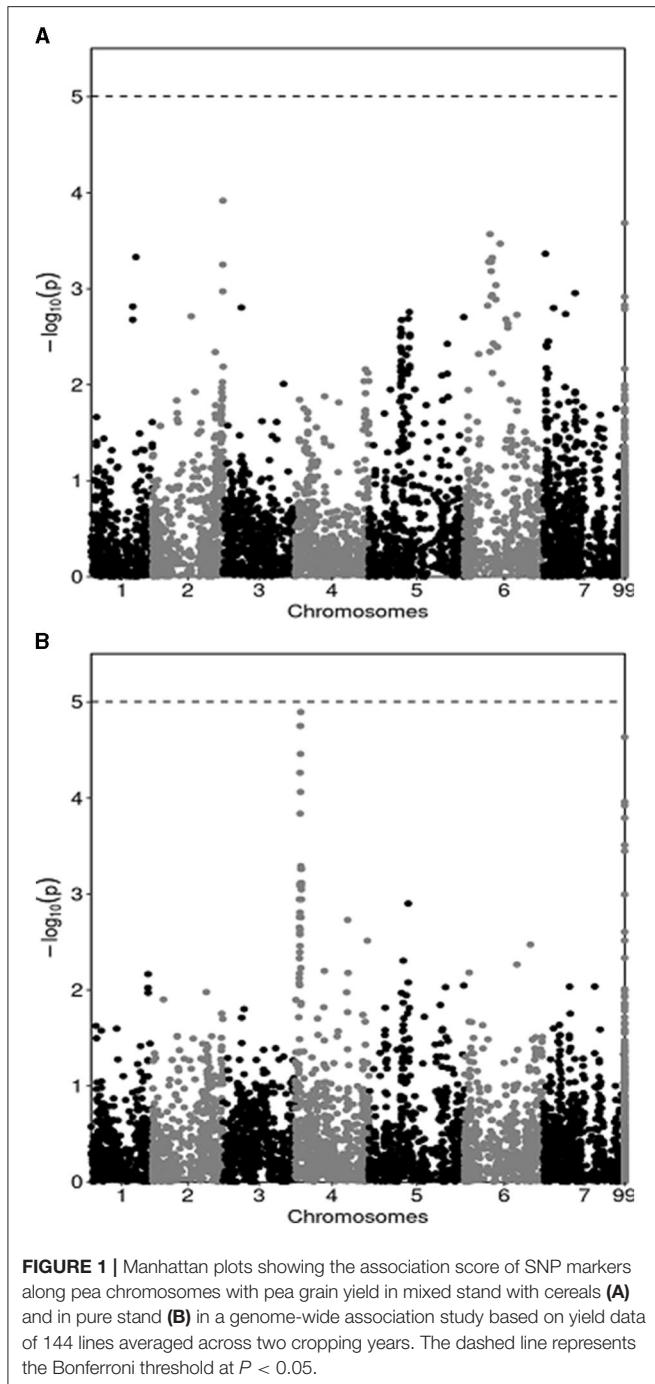 A
5
4
3
2
1
0
−log10(p)
1 2 3 4 5 6 7 99
Chromosomes
B
5
4
3
2
1
0
−log10(p)
1 2 3 4 5 6 7 99
Chromosomes
FIGURE 1 | Manhattan plots showing the association score of SNP markers
along pea chromosomes with pea grain yield in mixed stand with cereals (A)
and in pure stand (B) in a genome-wide association study based on yield data
of 144 lines averaged across two cropping years. The dashed line represents
the Bonferroni threshold at P < 0.05.